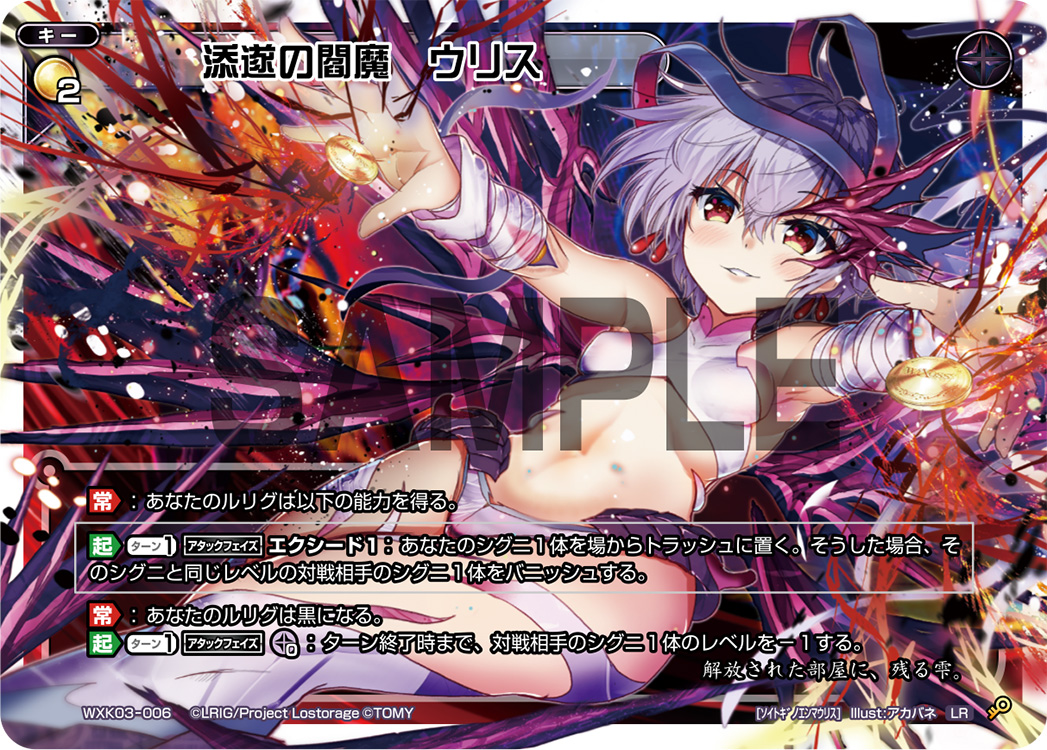 キー
添遂の閻魔　ウリス
2
SAMPLE
常：あなたのルリグは以下の能力を得る。
起 ターン1 アタックフェイズ エクシード1：あなたのシグニ１体を場からトラッシュに置く。そうした場合、そ
のシグニと同じレベルの対戦相手のシグニ１体をバニッシュする。
常：あなたのルリグは黒になる。
起 ターン1 アタックフェイズ 0：ターン終了時まで、対戦相手のシグニ１体のレベルを－１する。
解放された部屋に、残る雫。
WXK03-006 ©LRIG/Project Lostorage ©TOMY [ソイトギノエンマウリス] Illust:アカバネ LR